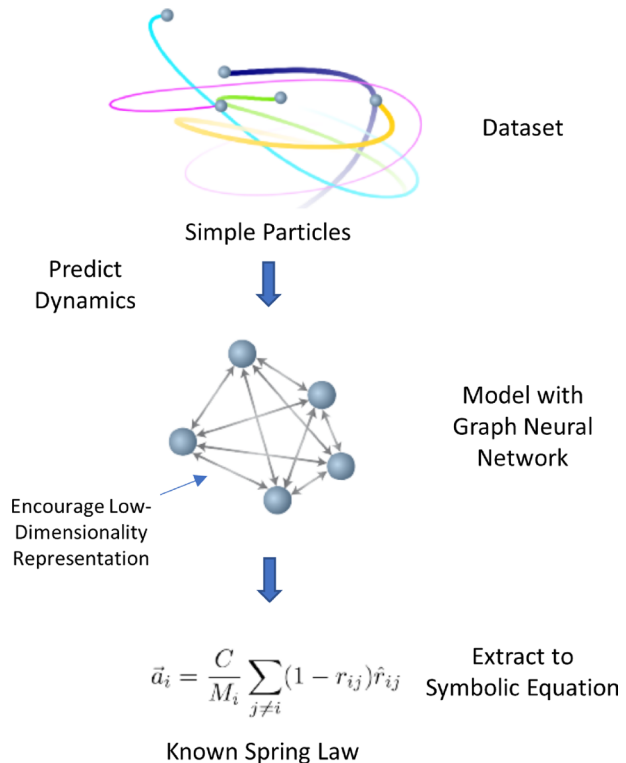 Dataset
Simple Particles
Predict
Dynamics
Model with
Graph Neural
Network
Encourage Low-
Dimensionality
Representation
$\vec{a}_i = \frac{C}{M_i} \sum_{j \neq i} (1 - r_{ij}) \hat{r}_{ij}$
Extract to
Symbolic Equation
Known Spring Law